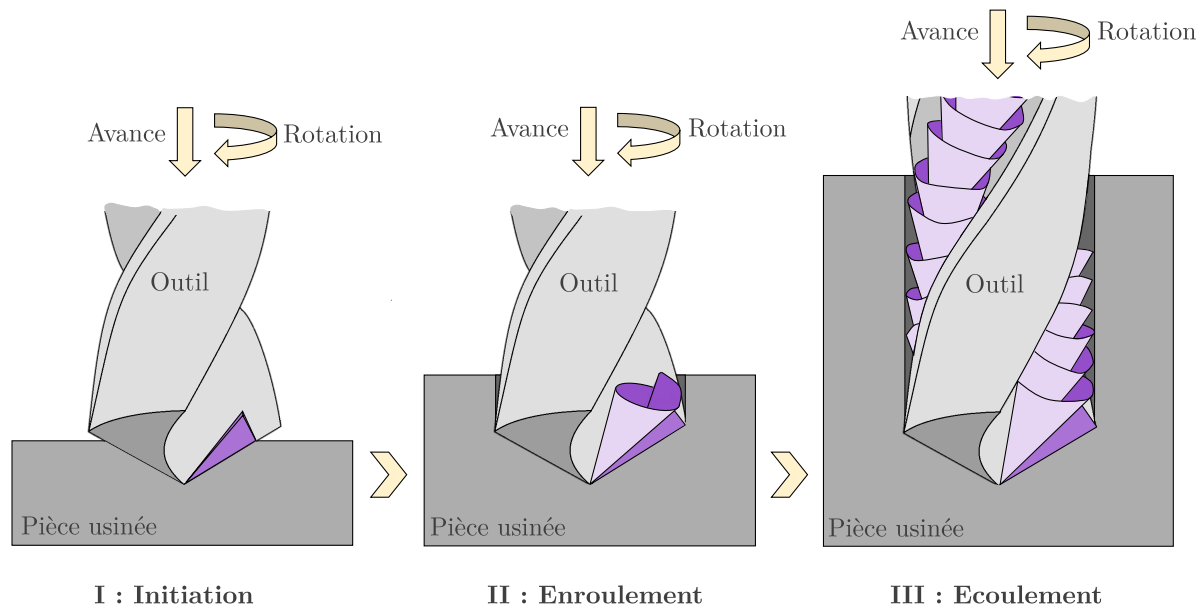 Avance
Rotation
Outil
Pièce usinée
I : Initiation
Avance
Rotation
Outil
Pièce usinée
II : Enroulement
Avance
Rotation
Outil
Pièce usinée
III : Ecoulement